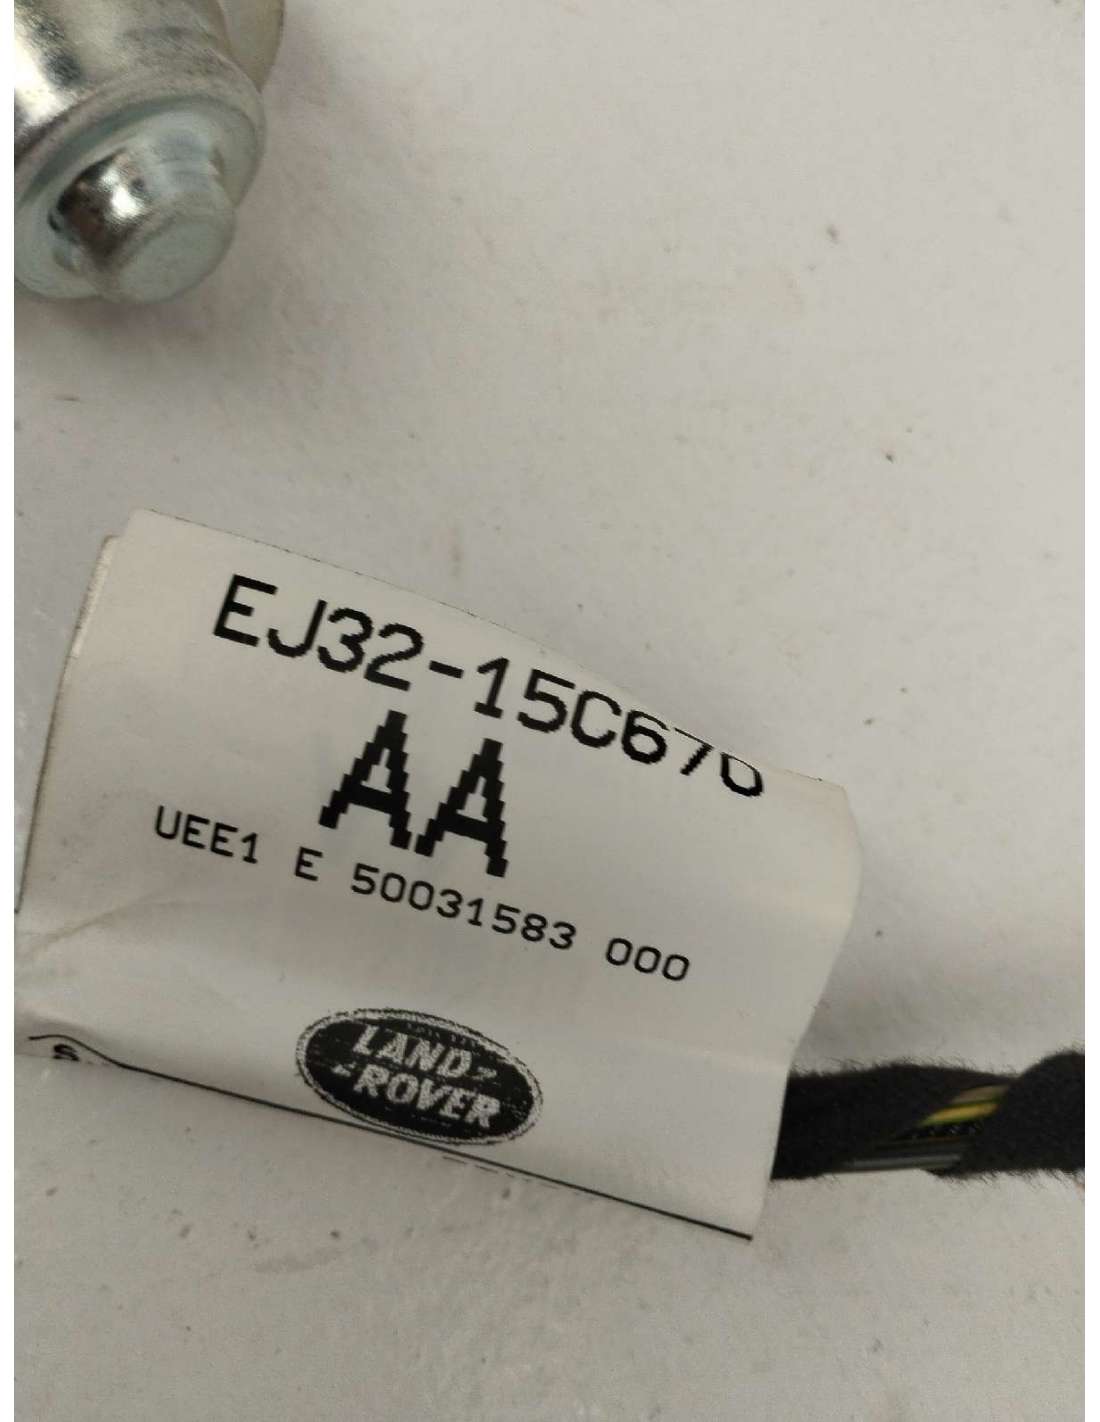 EJ32-15C670
AA
UEE1 E 50031583 000
LAND
ROVER
S